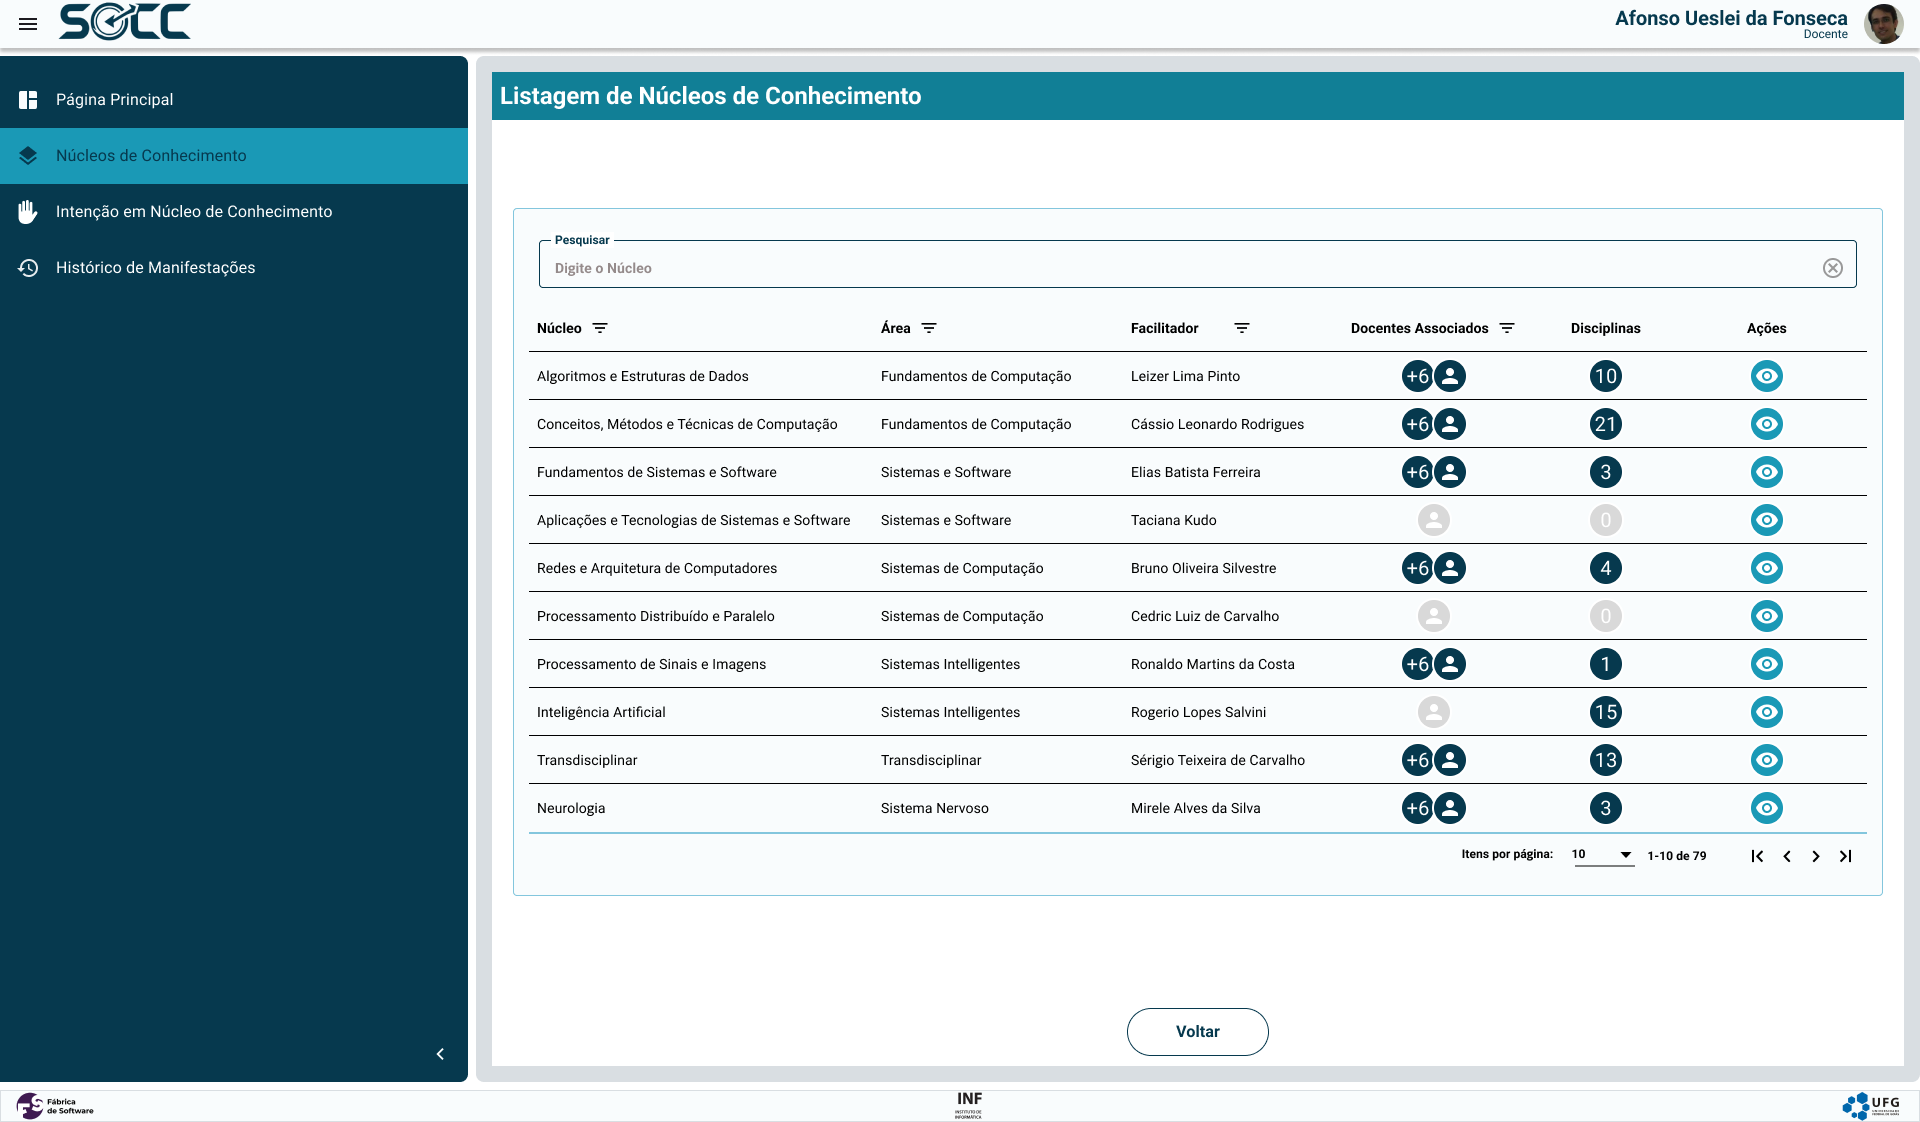 SOCC
Afonso Ueslei da Fonseca
Docente
Página Principal
Núcleos de Conhecimento
Intenção em Núcleo de Conhecimento
Histórico de Manifestações
Listagem de Núcleos de Conhecimento
Pesquisar
Digite o Núcleo
Núcleo Área Facilitador Docentes Associados Disciplinas Ações
Algoritmos e Estruturas de Dados Fundamentos de Computação Leizer Lima Pinto +6 10
Conceitos, Métodos e Técnicas de Computação Fundamentos de Computação Cássio Leonardo Rodrigues +6 21
Fundamentos de Sistemas e Software Sistemas e Software Elias Batista Ferreira +6 3
Aplicações e Tecnologias de Sistemas e Software Sistemas e Software Taciana Kudo 0
Redes e Arquitetura de Computadores Sistemas de Computação Bruno Oliveira Silvestre +6 4
Processamento Distribuído e Paralelo Sistemas de Computação Cedric Luiz de Carvalho 0
Processamento de Sinais e Imagens Sistemas Intelligentes Ronaldo Martins da Costa +6 1
Inteligência Artificial Sistemas Intelligentes Rogerio Lopes Salvini 15
Transdisciplinar Transdisciplinar Sérigio Teixeira de Carvalho +6 13
Neurologia Sistema Nervoso Mirele Alves da Silva +6 3
Itens por página: 10 1-10 de 79
Voltar
FS Fábrica
de Software
INF
INSTITUTO DE
INFORMÁTICA
UFG